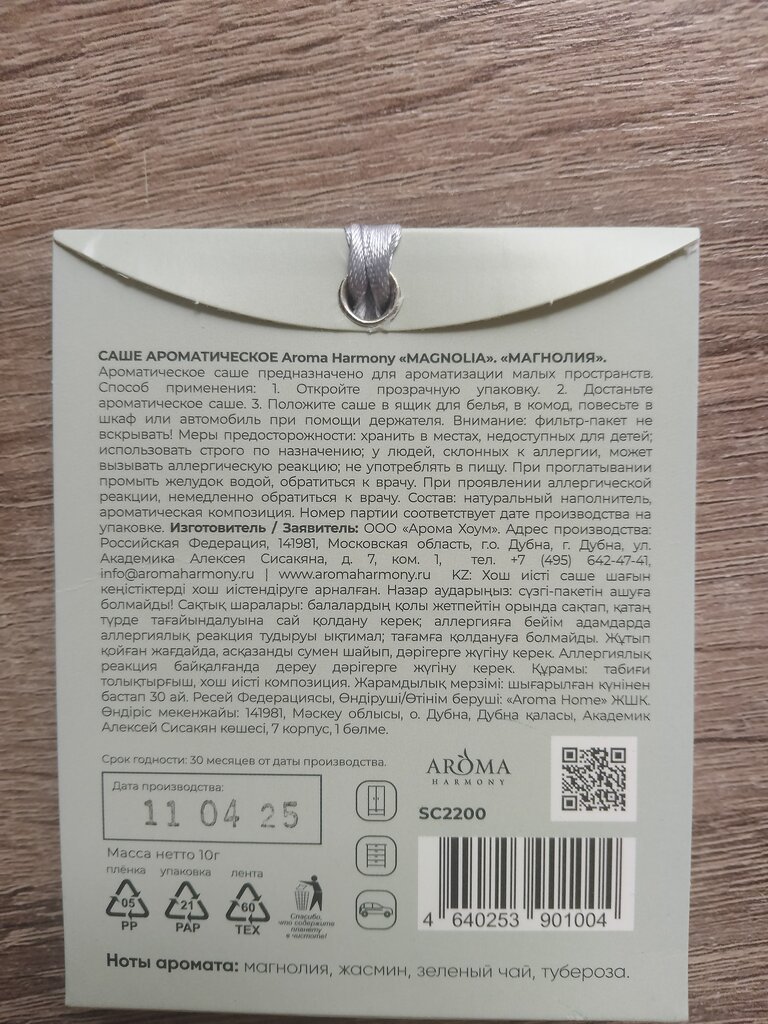 САШЕ АРОМАТИЧЕСКОЕ Aroma Harmony «MAGNOLIA». «МАГНОЛИЯ».
Ароматическое саше предназначено для ароматизации малых пространств.
Способ применения: 1. Откройте прозрачную упаковку. 2. Достаньте
ароматическое саше. 3. Положите саше в ящик для белья, в комод, повесьте в
шкаф или автомобиль при помощи держателя. Внимание: фильтр-пакет не
вскрывать! Меры предосторожности: хранить в местах, недоступных для детей;
использовать строго по назначению; у людей, склонных к аллергии, может
вызывать аллергическую реакцию; не употреблять в пищу. При проглатывании
промыть желудок водой, обратиться к врачу. При проявлении аллергической
реакции, немедленно обратиться к врачу. Состав: натуральный наполнитель,
ароматическая композиция. Номер партии соответствует дате производства на
упаковке. Изготовитель / Заявитель: ООО «Арома Хоум». Адрес производства:
Российская Федерация, 141981, Московская область, г.о. Дубна, г. Дубна, ул.
Академика Алексея Сисакяна, д. 7, ком. 1, тел. +7 (495) 642-47-41,
info@aromaharmony.ru | www.aromaharmony.ru KZ: Хош иісті саше шағын
кеңістіктерді хош иістендіруге арналған. Назар аударыңыз: сүзгі-пакетін ашуға
болмайды! Сақтық шаралары: балалардың қолы жетпейтін орында сақтап, қатаң
түрде тағайындалуына сай қолдану керек; аллергияға бейім адамдарда
аллергиялық реакция тудыруы ықтимал; тамаққа қолдануға болмайды. Жұтып
қойған жағдайда, асқазанды сумен шайып, дәрігерге жүгіну керек. Аллергиялық
реакция байқалғанда дереу дәрігерге жүгіну керек. Құрамы: табиғи
толықтырғыш, хош иісті композиция. Жарамдылық мерзімі: шығарылған күнінен
бастап 30 ай. Ресей Федерациясы, Өндіруші/Өтінім беруші: «Aroma Home» ЖШК.
Өндіріс мекенжайы: 141981, Мәскеу облысы, о. Дубна, Дубна қаласы, Академик
Алексей Сисакян көшесі, 7 корпус, 1 бөлме.
Срок годности: 30 месяцев от даты производства.
Дата производства:
11 04 25
AROMA
HARMONY
SC2200
Масса нетто 10г
плёнка упаковка лента
05 21 60
PP PAP TEX
Спасибо,
что содержите
планету
в чистоте!
4 640253 901004
Ноты аромата: магнолия, жасмин, зеленый чай, тубероза.